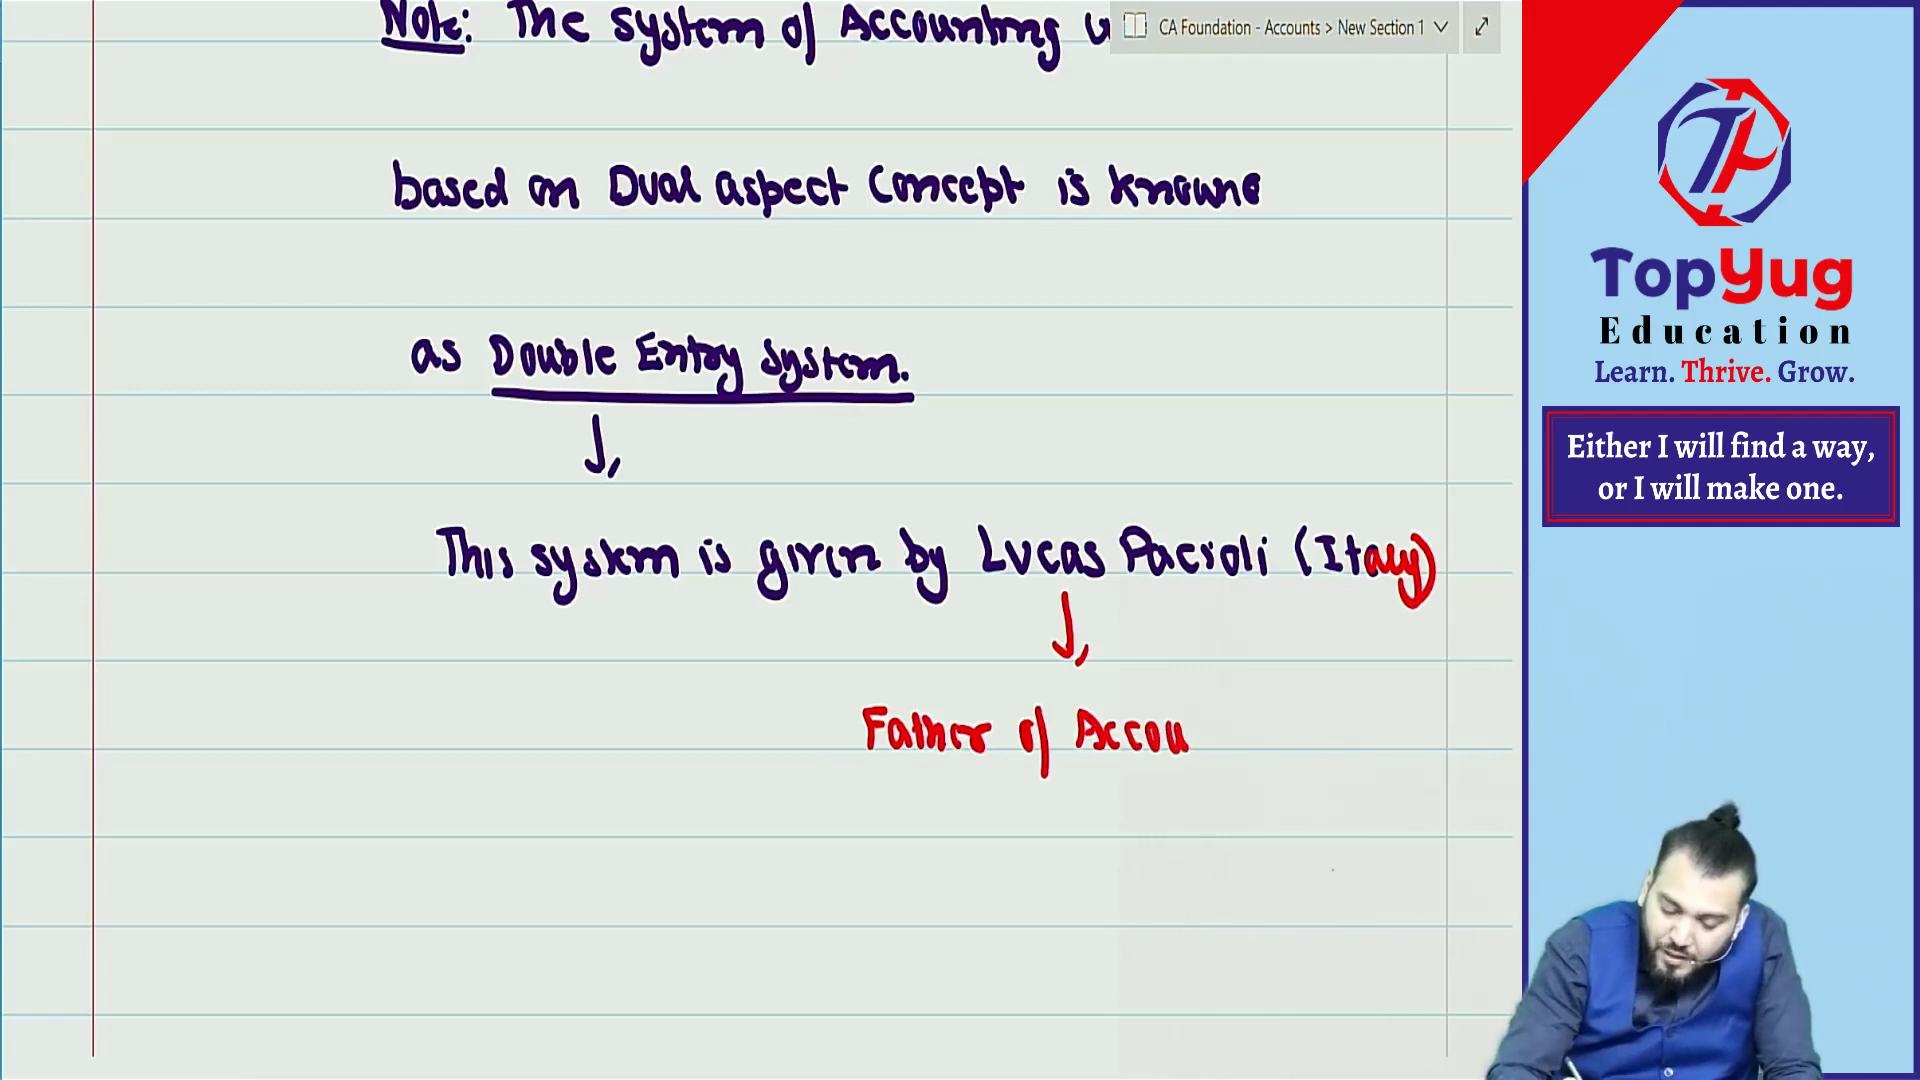 Note: The system of Accounting
CA Foundation - Accounts > New Section 1
based on Dual aspect Concept is known
as Double Entry System.
This system is given by Lucas Pacioli (Italy)
Father of Accou
TopYug
Education
Learn. Thrive. Grow.
Either I will find a way,
or I will make one.